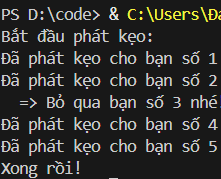 PS D:\code> & C:\Users\Đa
Bắt đầu phát kẹo:
Đã phát kẹo cho bạn số 1
Đã phát kẹo cho bạn số 2
  => Bỏ qua bạn số 3 nhé
Đã phát kẹo cho bạn số 4
Đã phát kẹo cho bạn số 5
Xong rồi!